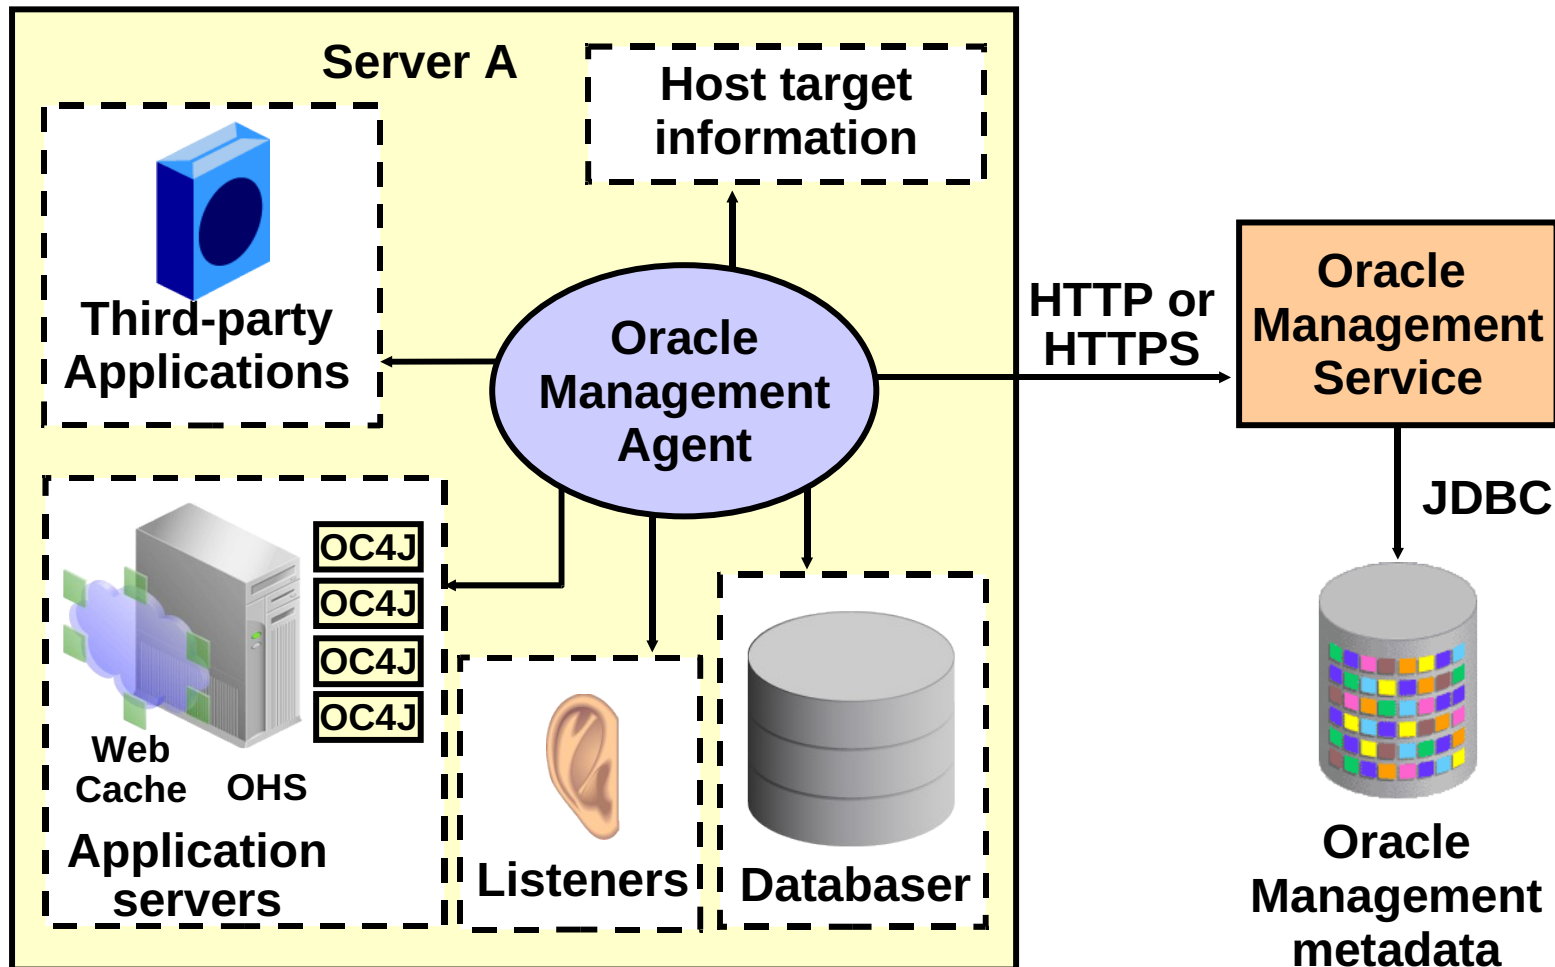 Server A
Host target
information
Third-party
Applications
Oracle
Management
Agent
HTTP or
HTTPS
Oracle
Management
Service
JDBC
OC4J
OC4J
OC4J
OC4J
Web
Cache
OHS
Application
servers
Listeners
Databaser
Oracle
Management
metadata